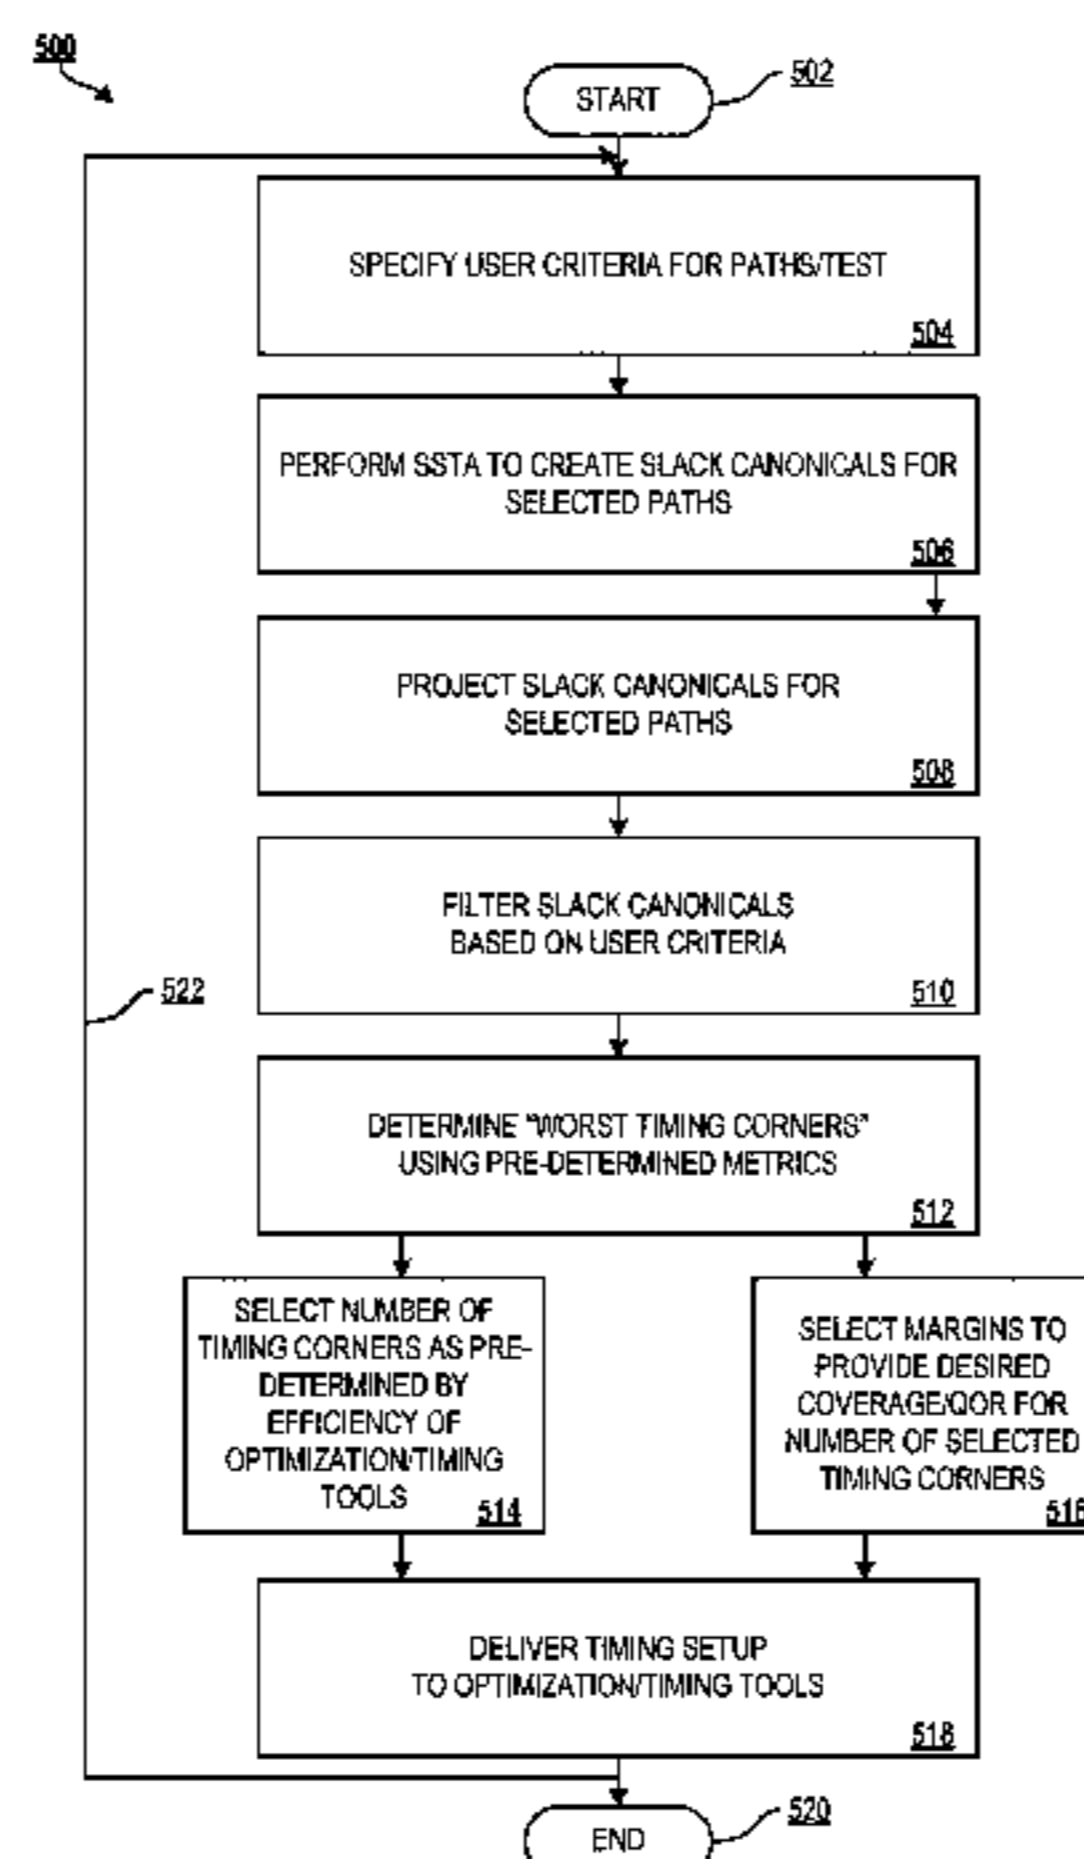 500
START
502
SPECIFY USER CRITERIA FOR PATHS/TEST
504
PERFORM SSTA TO CREATE SLACK CANONICALS FOR
SELECTED PATHS
506
PROJECT SLACK CANONICALS FOR
SELECTED PATHS
508
FILTER SLACK CANONICALS
BASED ON USER CRITERIA
510
522
DETERMINE "WORST TIMING CORNERS"
USING PRE-DETERMINED METRICS
512
SELECT NUMBER OF
TIMING CORNERS AS PRE-
DETERMINED BY
EFFICIENCY OF
OPTIMIZATION/TIMING
TOOLS
514
SELECT MARGINS TO
PROVIDE DESIRED
COVERAGE/QOR FOR
NUMBER OF SELECTED
TIMING CORNERS
516
DELIVER TIMING SETUP
TO OPTIMIZATION/TIMING TOOLS
518
END
520